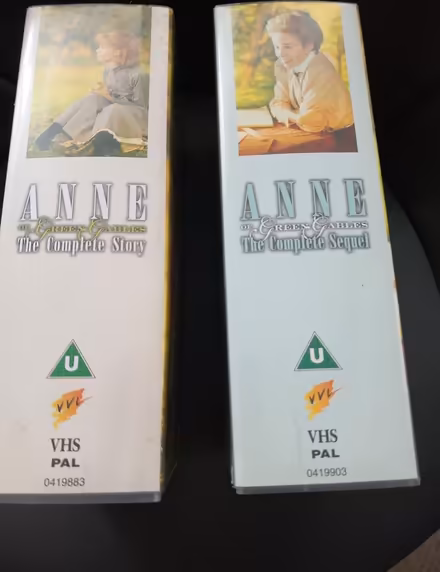 ANNE
OF GREEN GABLES
The Complete Story
U
VVL
VHS
PAL
0419883
ANNE
OF GREEN GABLES
The Complete Sequel
U
VVL
VHS
PAL
0419903